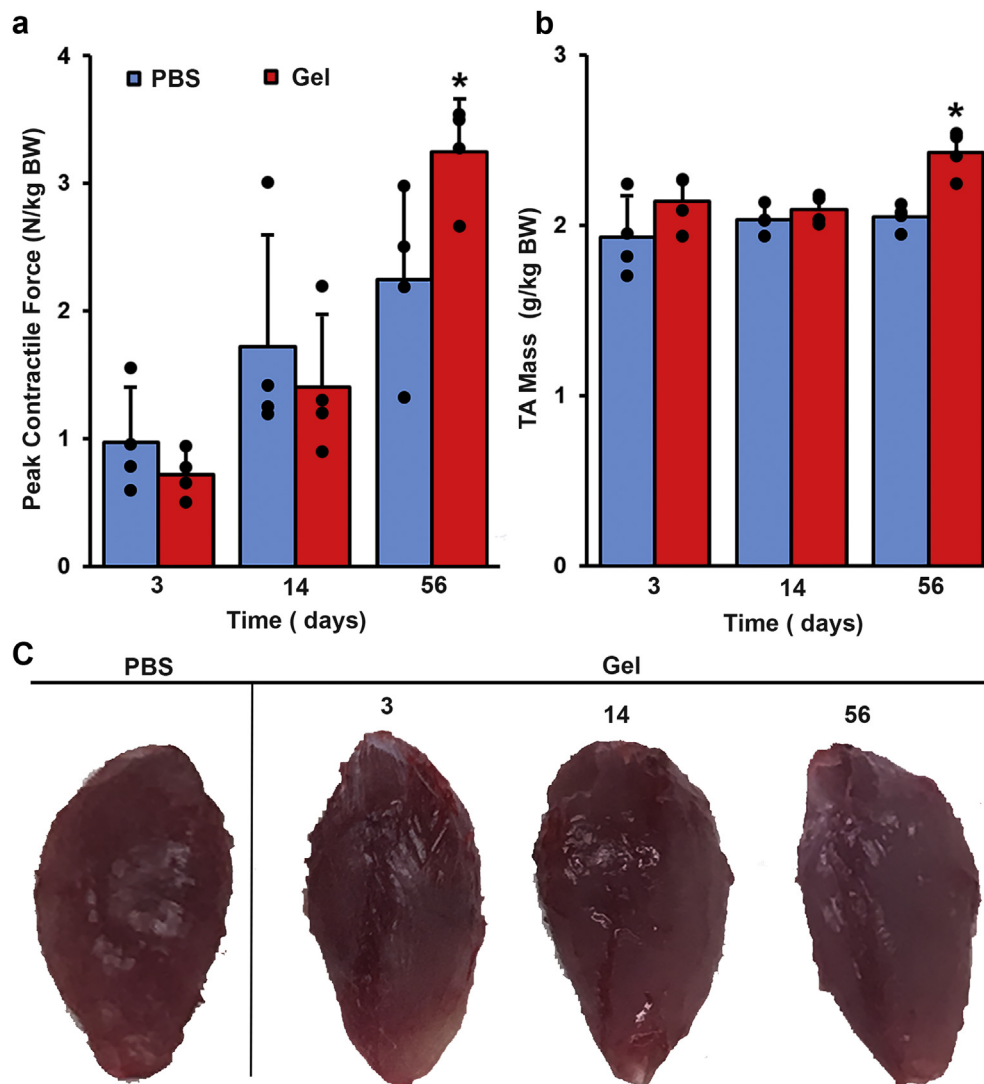 a
Peak Contractile Force (N/kg BW)
4
3
2
1
0
PBS
Gel
*
3
14
56
Time ( days)
b
TA Mass (g/kg BW)
3
2
1
0
*
3
14
56
Time ( days)
C
PBS
Gel
3
14
56